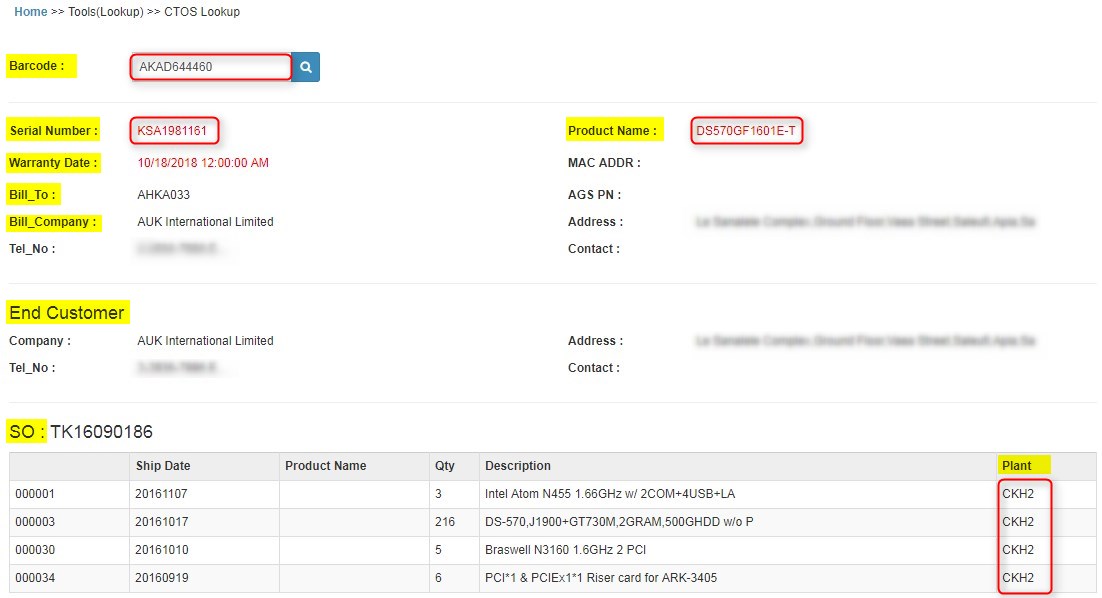 Home >> Tools(Lookup) >> CTOS Lookup
Barcode : AKAD644460
Serial Number : KSA1981161 Product Name : DS570GF1601E-T
Warranty Date : 10/18/2018 12:00:00 AM MAC ADDR :
Bill_To : AHKA033 AGS PN :
Bill_Company : AUK International Limited Address :
Tel_No : Contact :
End Customer
Company : AUK International Limited Address :
Tel_No : Contact :
SO : TK16090186
Ship Date Product Name Qty Description Plant
000001 20161107 3 Intel Atom N455 1.66GHz w/ 2COM+4USB+LA CKH2
000003 20161017 216 DS-570,J1900+GT730M,2GRAM,500GHDD w/o P CKH2
000030 20161010 5 Braswell N3160 1.6GHz 2 PCI CKH2
000034 20160919 6 PCI*1 & PCIEx1*1 Riser card for ARK-3405 CKH2